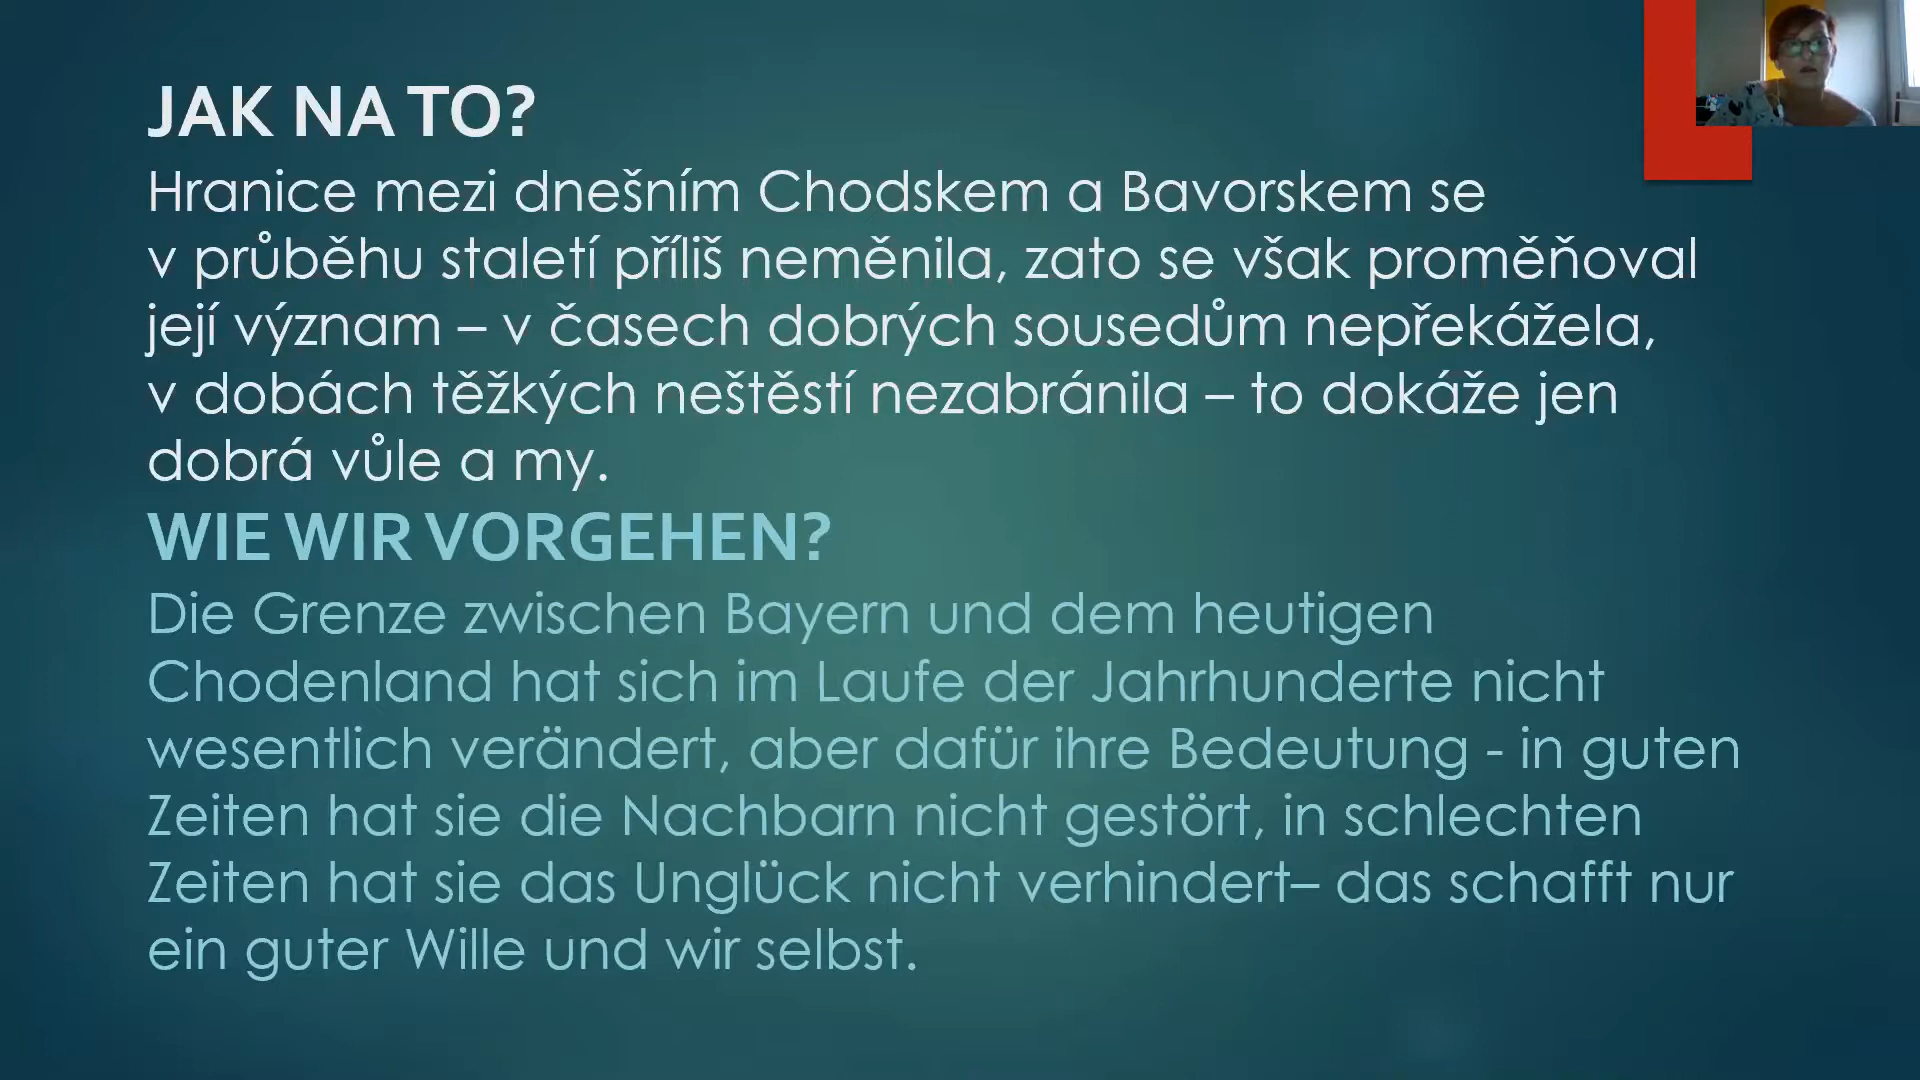 JAK NA TO?
Hranice mezi dnešním Chodskem a Bavorskem se
v průběhu staletí příliš neměnila, zato se však proměňoval
její význam – v časech dobrých sousedům nepřekážela,
v dobách těžkých neštěstí nezabránila – to dokáže jen
dobrá vůle a my.
WIE WIR VORGEHEN?
Die Grenze zwischen Bayern und dem heutigen
Chodenland hat sich im Laufe der Jahrhunderte nicht
wesentlich verändert, aber dafür ihre Bedeutung - in guten
Zeiten hat sie die Nachbarn nicht gestört, in schlechten
Zeiten hat sie das Unglück nicht verhindert– das schafft nur
ein guter Wille und wir selbst.